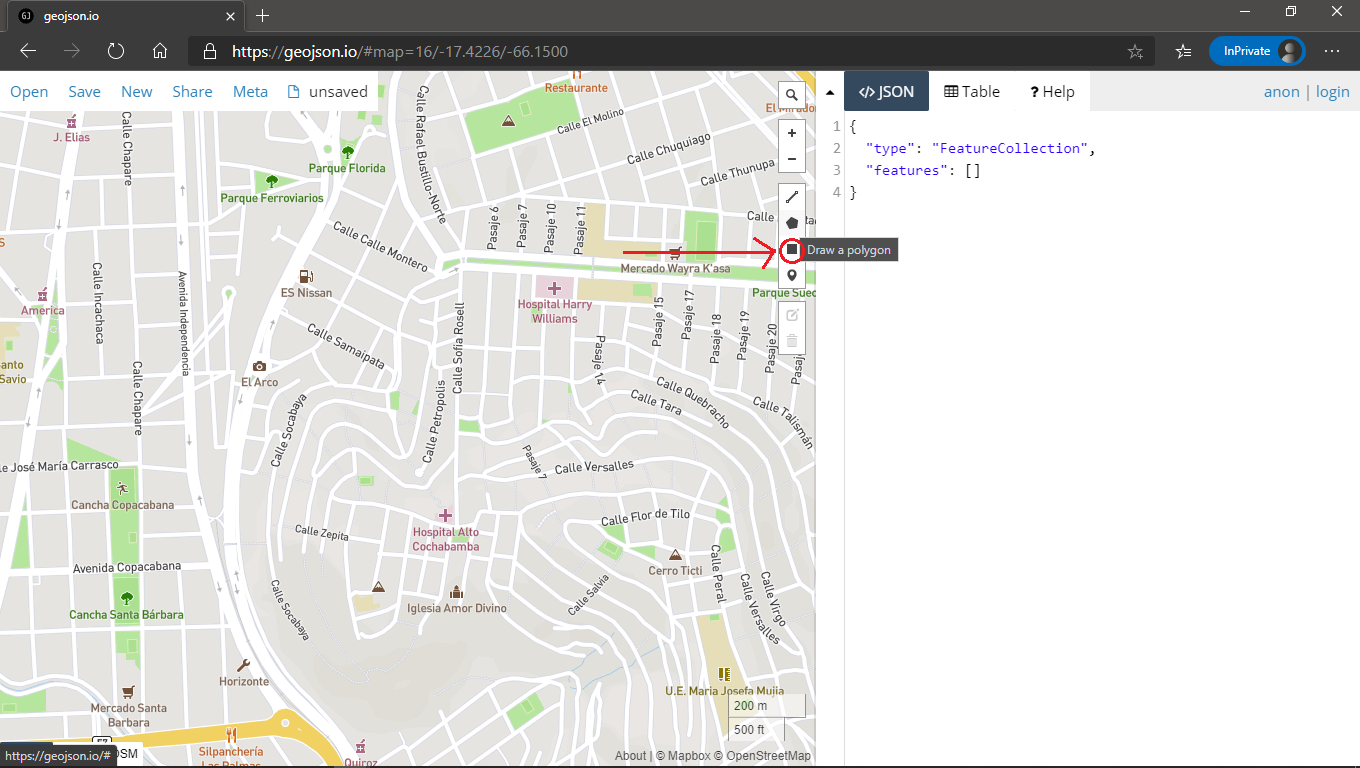 geojson.io
https://geojson.io/#map=16/-17.4226/-66.1500
InPrivate
Open Save New Share Meta unsaved
JSON Table ? Help
anon | login
1 {
2 "type": "FeatureCollection",
3 "features": []
4 }
Draw a polygon
Restaurante
Calle El Molino
J. Elias
Calle Chapare
Calle Rafael Bustillo-Norte
Calle Chuquiago
Parque Florida
Calle Thunupa
Parque Ferroviarios
Pasaje 6
Pasaje 7
Pasaje 10
Pasaje 11
Calle Calle Montero
Mercado Wayra K'asa
Calle Incachaca
Avenida Independencia
ES Nissan
America
Hospital Harry
Williams
Parque Suec
Pasaje 15
Pasaje 17
Pasaje 18
Pasaje 19
Pasaje 20
Pasaje 14
Calle Sofía Rosell
Calle Samaipata
anto
Savio
El Arco
Calle Chapare
Calle Socabaya
Calle Petropolis
Calle Quebracho
Calle Tara
Calle Talismán
le José María Carrasco
Pasaje 7
Calle Versalles
Cancha Copacabana
Calle Zepita
Hospital Alto
Cochabamba
Calle Flor de Tilo
Avenida Copacabana
Cerro Ticti
Calle Peral
Calle Virgo
Calle Versalles
Calle Salvia
Calle Socabaya
Iglesia Amor Divino
Cancha Santa Bárbara
Horizonte
U.E. Maria Josefa Mujia
Mercado Santa
Barbara
200 m
500 ft
Silpanchería
Las Palmas
Quiroz
OSM
https://geojson.io/#
About | © Mapbox © OpenStreetMap